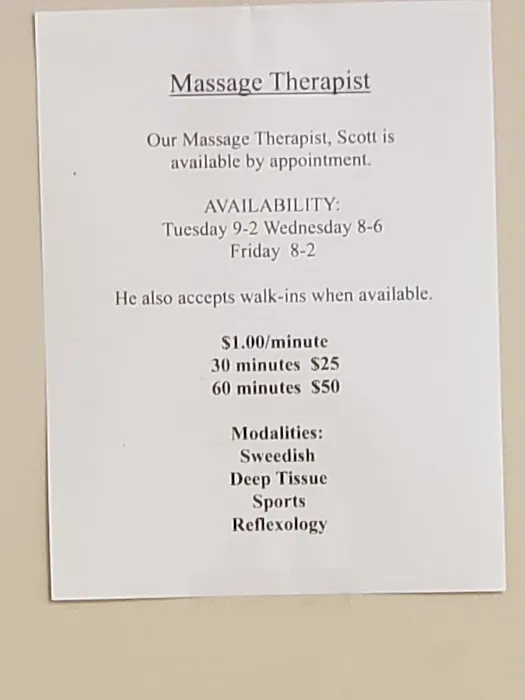 Massage Therapist
Our Massage Therapist, Scott is
available by appointment.
AVAILABILITY:
Tuesday 9-2 Wednesday 8-6
Friday 8-2
He also accepts walk-ins when available.
$1.00/minute
30 minutes $25
60 minutes $50
Modalities:
Swedish
Deep Tissue
Sports
Reflexology